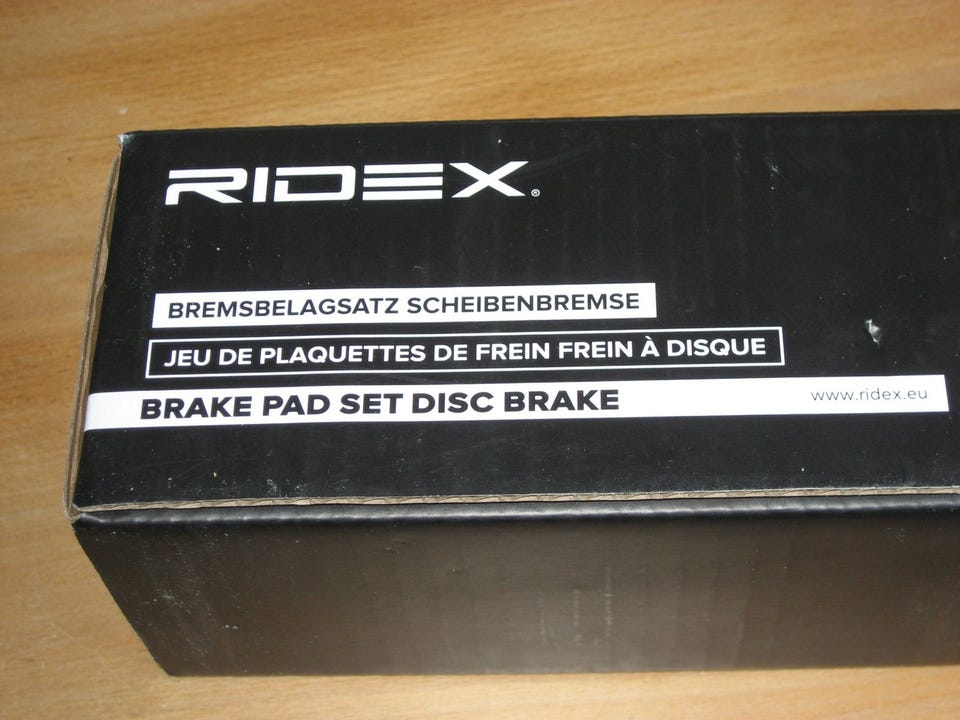 RIDEX®
BREMSBELAGSATZ SCHEIBENBREMSE
JEU DE PLAQUETTES DE FREIN FREIN À DISQUE
BRAKE PAD SET DISC BRAKE www.ridex.eu